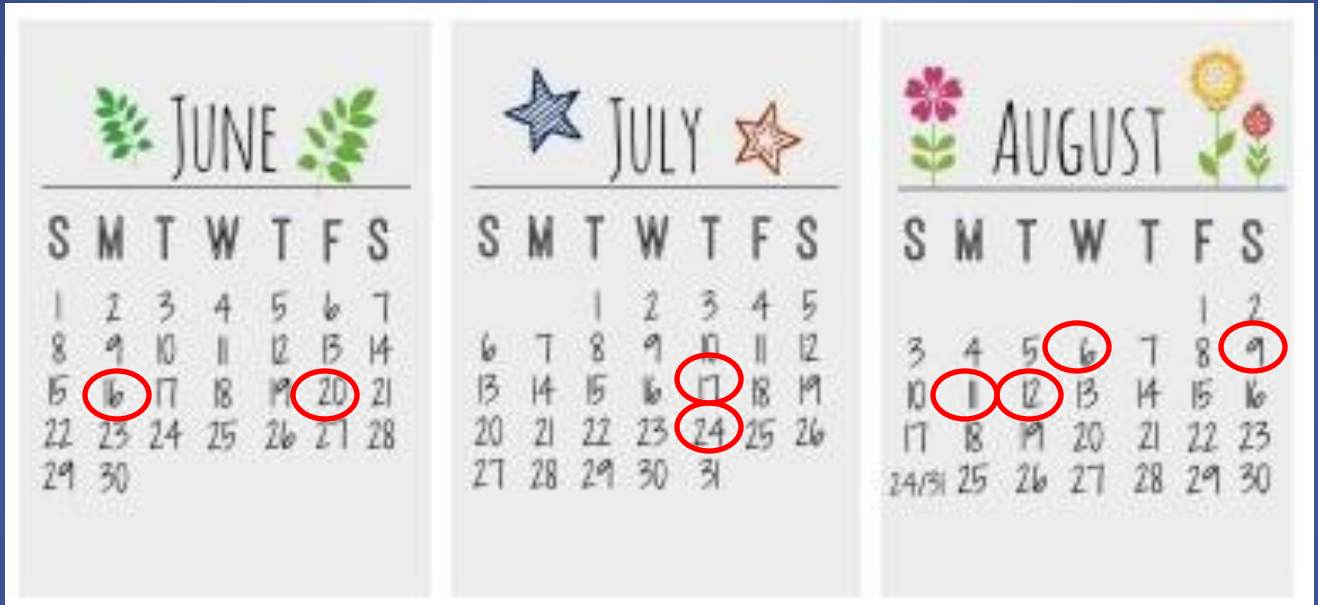 JUNE
S M T W T F S
1 2 3 4 5 6 7
8 9 10 11 12 13 14
15 16 17 18 19 20 21
22 23 24 25 26 27 28
29 30
JULY
S M T W T F S
1 2 3 4 5
6 7 8 9 10 11 12
13 14 15 16 17 18 19
20 21 22 23 24 25 26
27 28 29 30 31
AUGUST
S M T W T F S
1 2
3 4 5 6 7 8 9
10 11 12 13 14 15 16
17 18 19 20 21 22 23
24/31 25 26 27 28 29 30